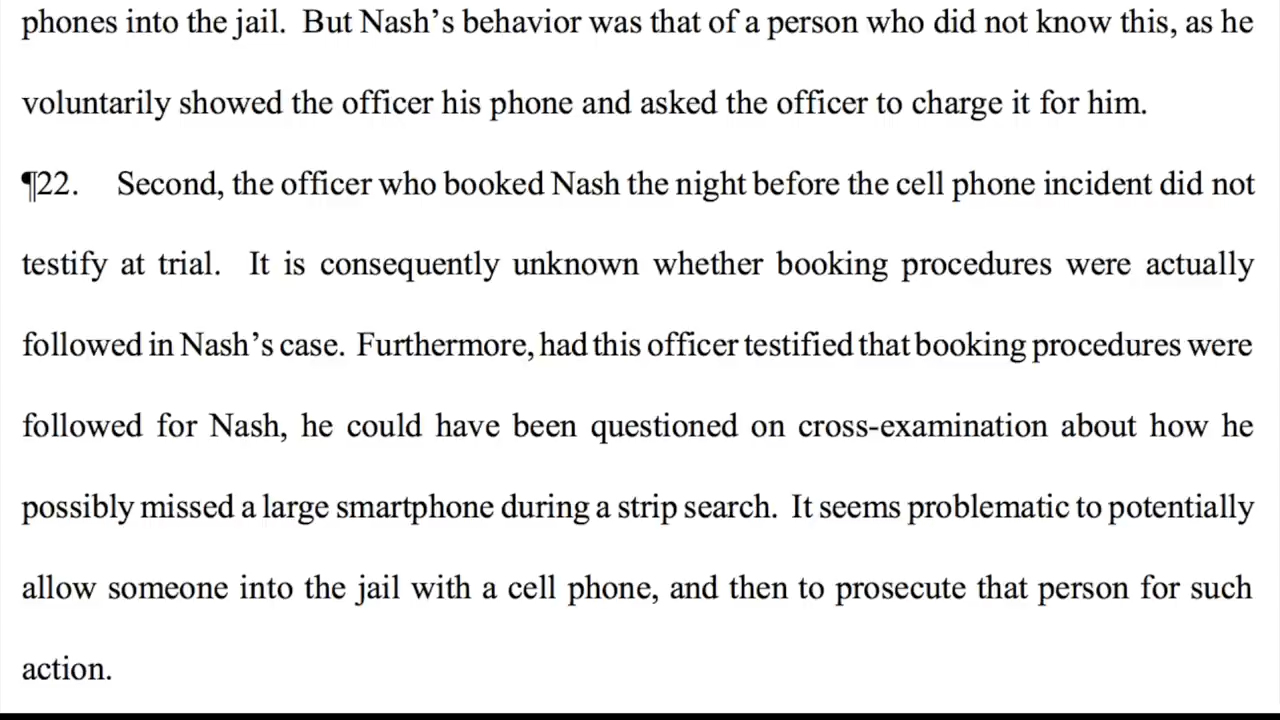 phones into the jail. But Nash’s behavior was that of a person who did not know this, as he
voluntarily showed the officer his phone and asked the officer to charge it for him.
¶22. Second, the officer who booked Nash the night before the cell phone incident did not
testify at trial. It is consequently unknown whether booking procedures were actually
followed in Nash’s case. Furthermore, had this officer testified that booking procedures were
followed for Nash, he could have been questioned on cross-examination about how he
possibly missed a large smartphone during a strip search. It seems problematic to potentially
allow someone into the jail with a cell phone, and then to prosecute that person for such
action.